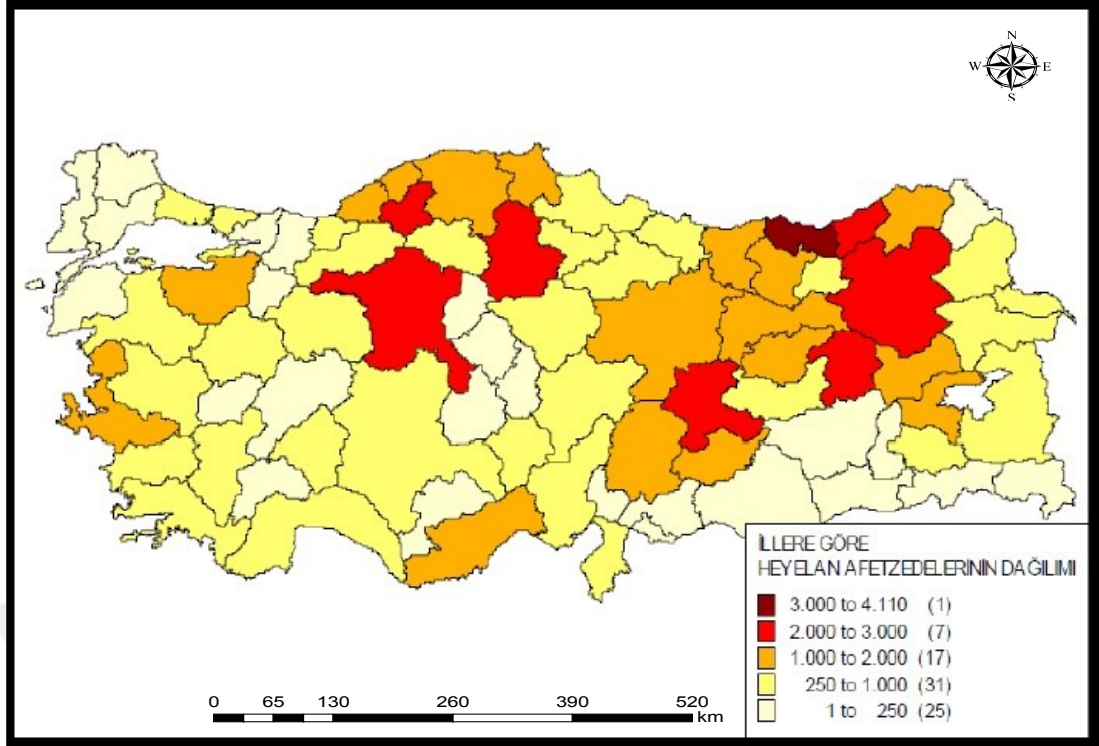 N
W E
S
İLLERE GÖRE
HEYELAN AFETZEDELERİNİN DAĞILIMI
3.000 to 4.110 (1)
2.000 to 3.000 (7)
1.000 to 2.000 (17)
250 to 1.000 (31)
1 to 250 (25)
0 65 130 260 390 520
km